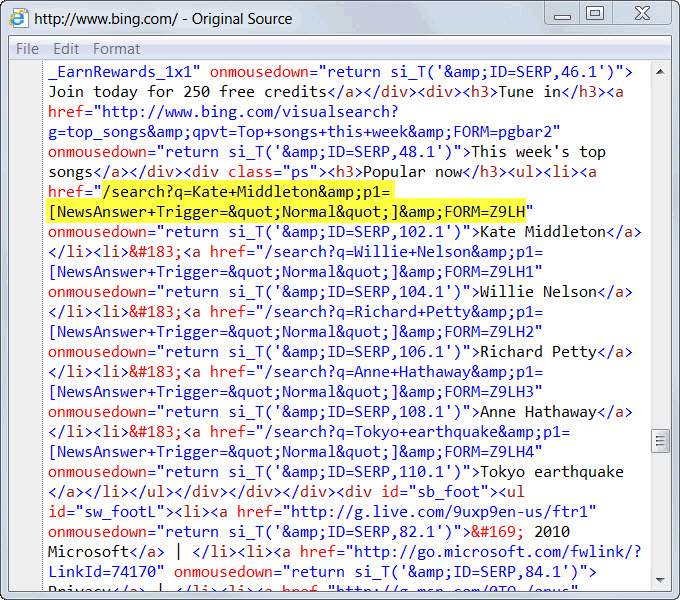 http://www.bing.com/ - Original Source
File Edit Format
_EarnRewards_1x1" onmousedown="return si_T('&amp;ID=SERP,46.1')">
Join today for 250 free credits</a></div><div><h3>Tune in</h3><a
href="http://www.bing.com/visualsearch?
g=top_songs&amp;qpvt=Top+songs+this+week&amp;FORM=pgbar2"
onmousedown="return si_T('&amp;ID=SERP,48.1')">This week's top
songs</a></div><div class="ps"><h3>Popular now</h3><ul><li><a
href="/search?q=Kate+Middleton&amp;p1=
[NewsAnswer+Trigger=&quot;Normal&quot;]&amp;FORM=Z9LH"
onmousedown="return si_T('&amp;ID=SERP,102.1')">Kate Middleton</a>
</li><li>&#183;<a href="/search?q=Willie+Nelson&amp;p1=
[NewsAnswer+Trigger=&quot;Normal&quot;]&amp;FORM=Z9LH1"
onmousedown="return si_T('&amp;ID=SERP,104.1')">Willie Nelson</a>
</li><li>&#183;<a href="/search?q=Richard+Petty&amp;p1=
[NewsAnswer+Trigger=&quot;Normal&quot;]&amp;FORM=Z9LH2"
onmousedown="return si_T('&amp;ID=SERP,106.1')">Richard Petty</a>
</li><li>&#183;<a href="/search?q=Anne+Hathaway&amp;p1=
[NewsAnswer+Trigger=&quot;Normal&quot;]&amp;FORM=Z9LH3"
onmousedown="return si_T('&amp;ID=SERP,108.1')">Anne Hathaway</a>
</li><li>&#183;<a href="/search?q=Tokyo+earthquake&amp;p1=
[NewsAnswer+Trigger=&quot;Normal&quot;]&amp;FORM=Z9LH4"
onmousedown="return si_T('&amp;ID=SERP,110.1')">Tokyo earthquake
</a></li></ul></div></div></div><div id="sb_foot"><ul
id="sw_footL"><li><a href="http://g.live.com/9uxp9en-us/ftr1"
onmousedown="return si_T('&amp;ID=SERP,82.1')">&#169; 2010
Microsoft</a> | </li><li><a href="http://go.microsoft.com/fwlink/?
LinkId=74170" onmousedown="return si_T('&amp;ID=SERP,84.1')">
Privacy</a> | </li><li><a href="http://g.msn.com/0TO_/enus"